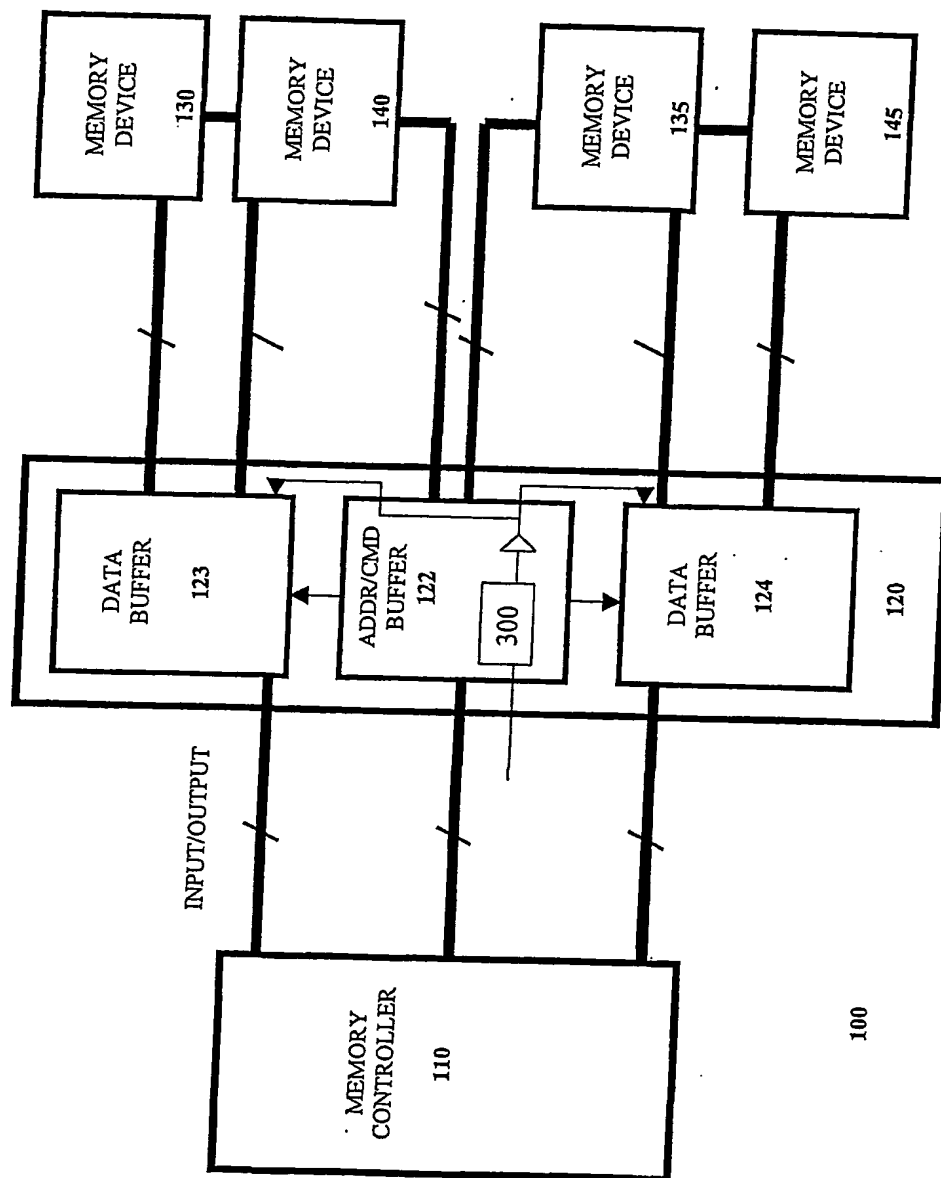 MEMORY
DEVICE
130
MEMORY
DEVICE
140
MEMORY
DEVICE
135
MEMORY
DEVICE
145
DATA
BUFFER
123
ADDR/CMD
BUFFER
122
300
DATA
BUFFER
124
120
INPUT/OUTPUT
MEMORY
CONTROLLER
110
100